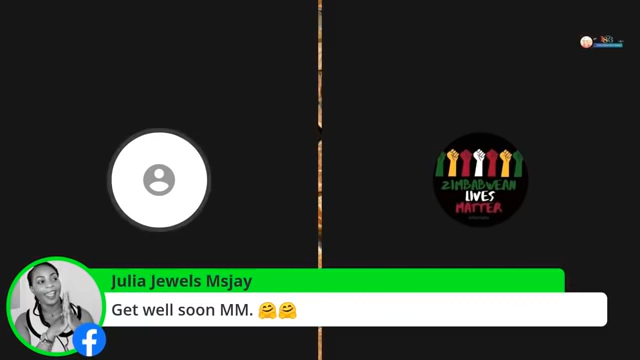 ZIMBABWEAN
LIVES
MATTER
Julia Jewels Msjay
Get well soon MM. 🤗🤗